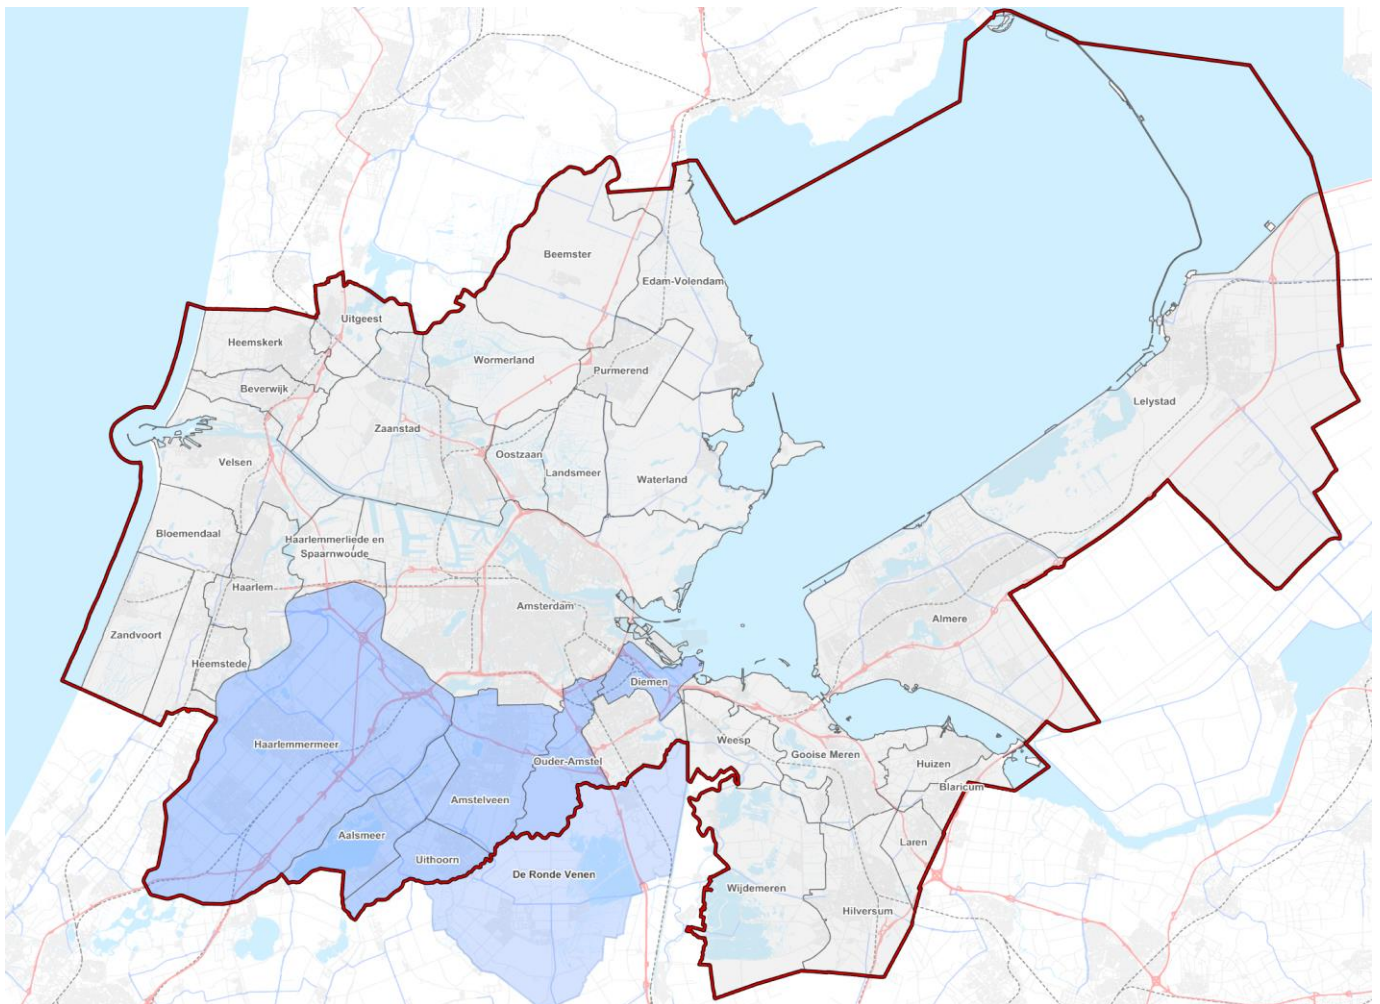 Beemster
Edam-Volendam
Uitgeest
Heemskerk
Wormerland
Purmerend
Beverwijk
Lelystad
Zaanstad
Oostzaan
Velsen
Landsmeer
Waterland
Bloemendaal
Haarlemmerliede en
Spaarnwoude
Haarlem
Amsterdam
Almere
Zandvoort
Heemstede
Diemen
Haarlemmermeer
Weesp
Gooise Meren
Ouder-Amstel
Huizen
Blaricum
Amstelveen
Aalsmeer
Laren
Uithoorn
De Ronde Venen
Wijdemeren
Hilversum